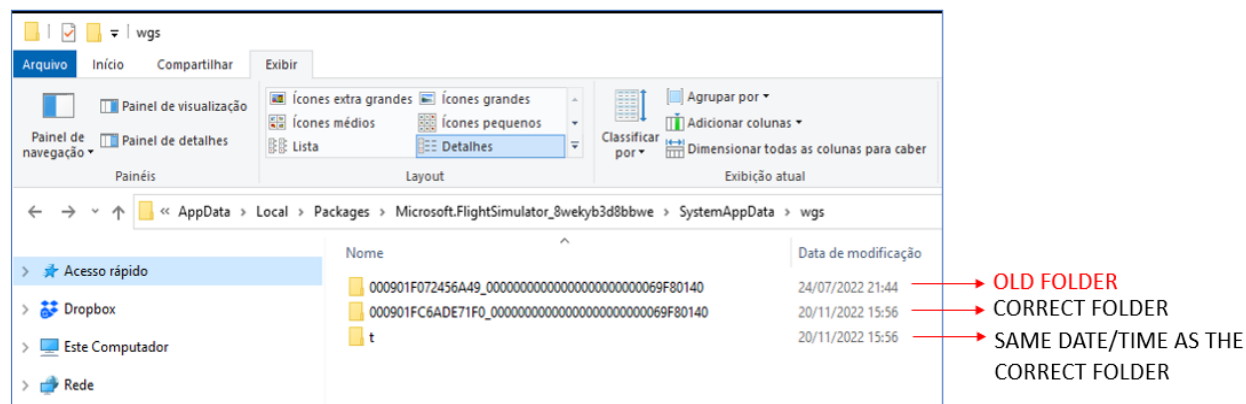 wgs
Arquivo Início Compartilhar Exibir
Painel de navegação
Painel de visualização
Painel de detalhes
Painéis
Ícones extra grandes Ícones grandes
Ícones médios Ícones pequenos
Lista Detalhes
Layout
Classificar por
Agrupar por
Adicionar colunas
Dimensionar todas as colunas para caber
Exibição atual
« AppData > Local > Packages > Microsoft.FlightSimulator_8wekyb3d8bbwe > SystemAppData > wgs
Nome Data de modificação
Acesso rápido
Dropbox
Este Computador
Rede
000901F072456A49_00000000000000000000000069F80140 24/07/2022 21:44 OLD FOLDER
000901FC6ADE71F0_00000000000000000000000069F80140 20/11/2022 15:56 CORRECT FOLDER
t 20/11/2022 15:56 SAME DATE/TIME AS THE
CORRECT FOLDER